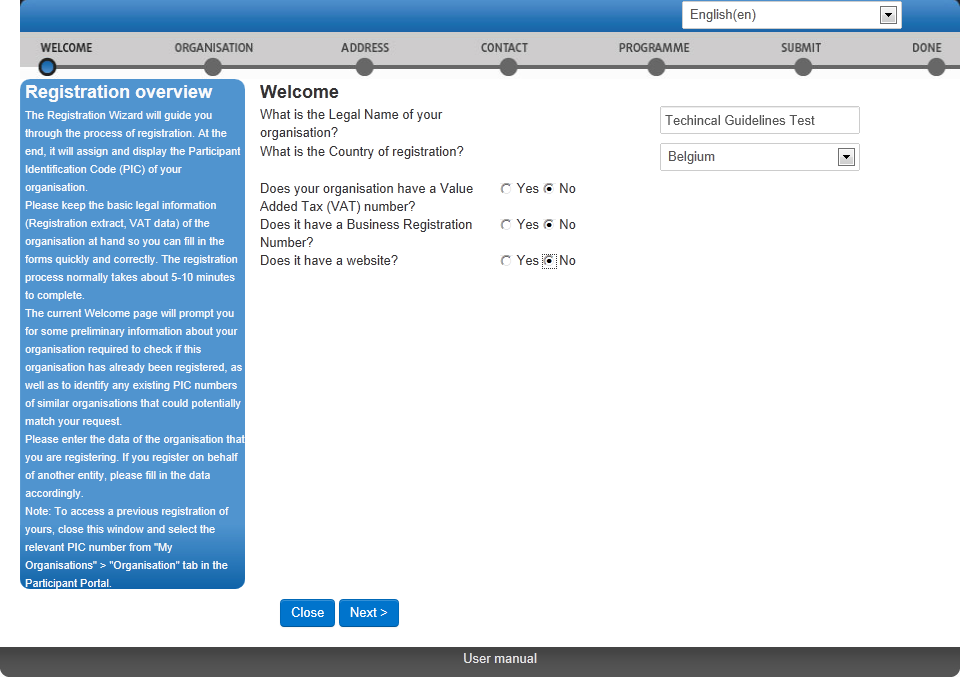 English(en)
WELCOME ORGANISATION ADDRESS CONTACT PROGRAMME SUBMIT DONE
Registration overview
The Registration Wizard will guide you
through the process of registration. At the
end, it will assign and display the Participant
Identification Code (PIC) of your
organisation.
Please keep the basic legal information
(Registration extract, VAT data) of the
organisation at hand so you can fill in the
forms quickly and correctly. The registration
process normally takes about 5-10 minutes
to complete.
The current Welcome page will prompt you
for some preliminary information about your
organisation required to check if this
organisation has already been registered, as
well as to identify any existing PIC numbers
of similar organisations that could potentially
match your request.
Please enter the data of the organisation that
you are registering. If you register on behalf
of another entity, please fill in the data
accordingly.
Note: To access a previous registration of
yours, close this window and select the
relevant PIC number from "My
Organisations" > "Organisation" tab in the
Participant Portal.
Welcome
What is the Legal Name of your
organisation?
Techincal Guidelines Test
What is the Country of registration?
Belgium
Does your organisation have a Value
Added Tax (VAT) number?
Yes No
Does it have a Business Registration
Number?
Yes No
Does it have a website?
Yes No
Close Next >
User manual